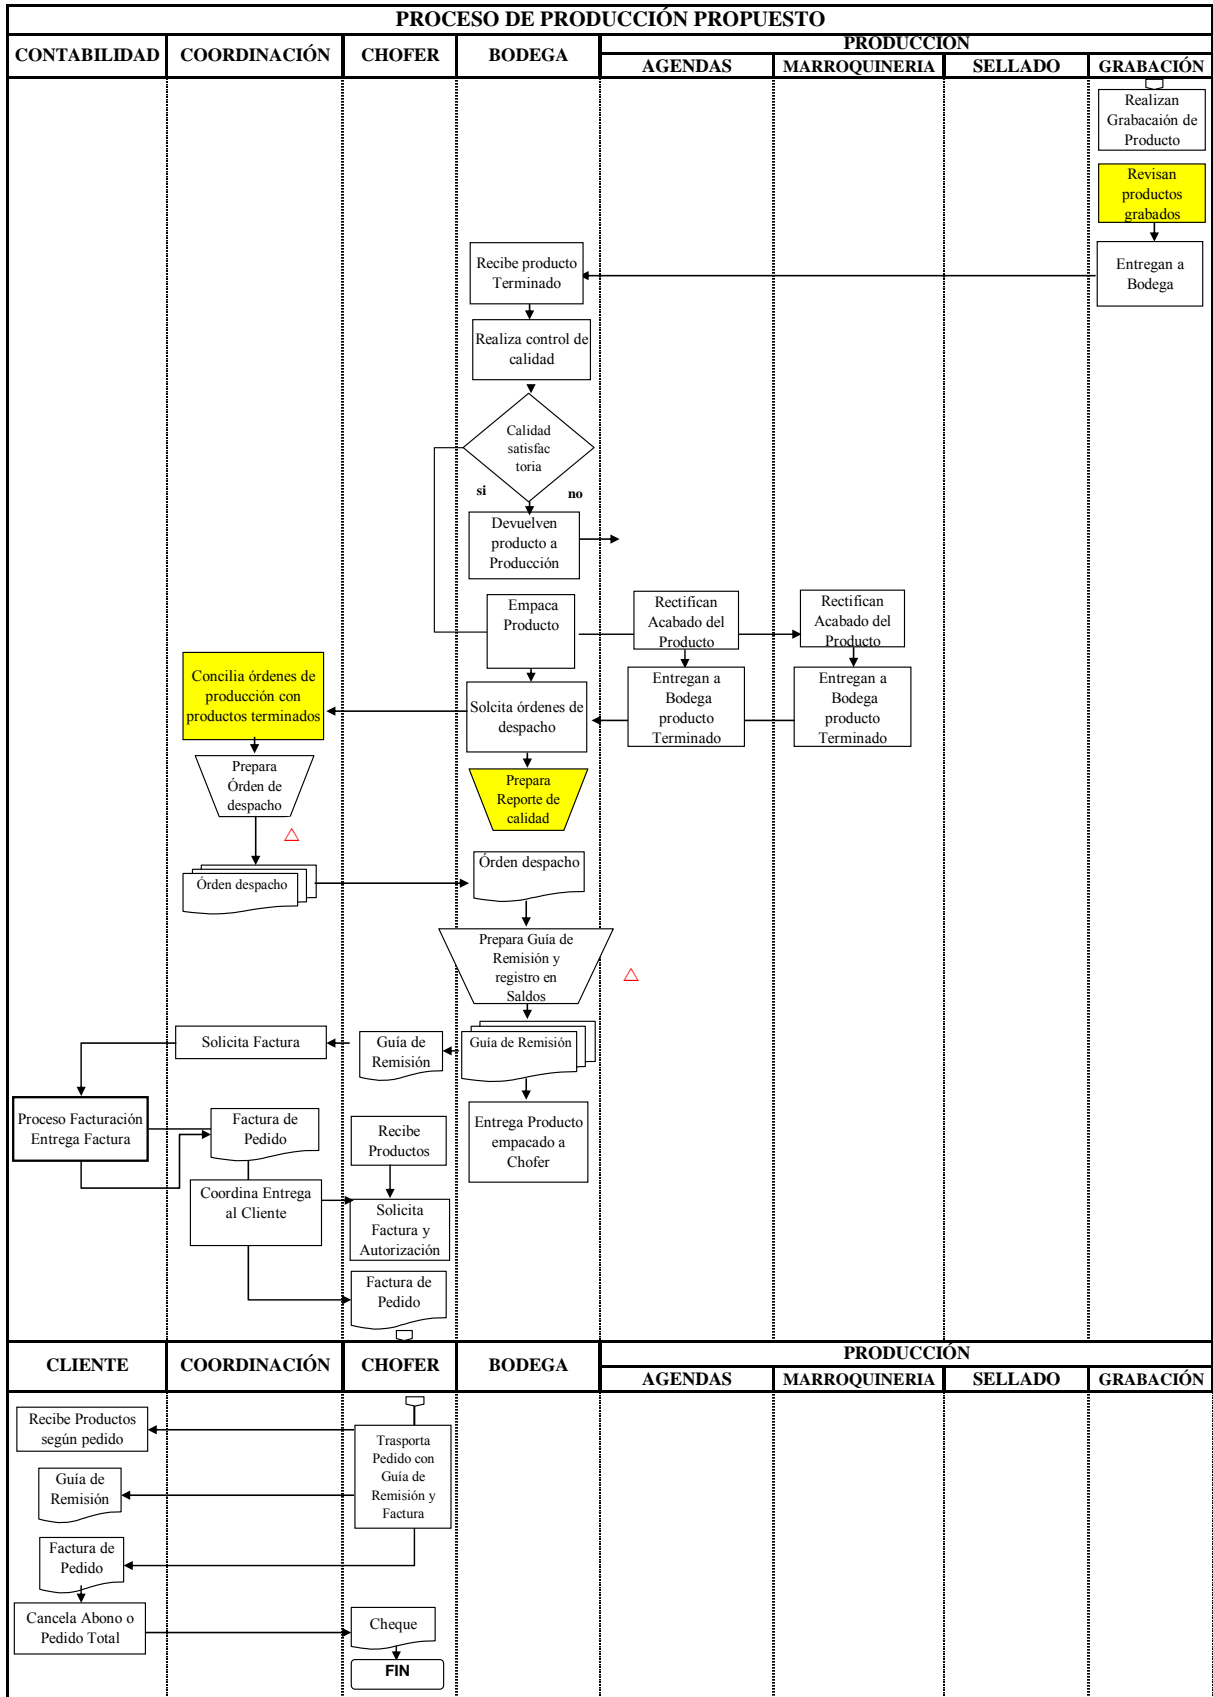 PROCESO DE PRODUCCIÓN PROPUESTO
CONTABILIDAD
COORDINACIÓN
CHOFER
BODEGA
PRODUCCION
AGENDAS
MARROQUINERIA
SELLADO
GRABACIÓN
Realizan
Grabacaión de
Producto
Revisan
productos
grabados
Entregan a
Bodega
Recibe producto
Terminado
Realiza control de
calidad
Calidad
satisfac
toria
si
no
Devuelven
producto a
Producción
Empaca
Producto
Rectifican
Acabado del
Producto
Rectifican
Acabado del
Producto
Concilia órdenes de
producción con
productos terminados
Solcita órdenes de
despacho
Entregan a
Bodega
producto
Terminado
Entregan a
Bodega
producto
Terminado
Prepara
Órden de
despacho
Prepara
Reporte de
calidad
Órden despacho
Órden despacho
Prepara Guía de
Remisión y
registro en
Saldos
Solicita Factura
Guía de
Remisión
Guía de Remisión
Proceso Facturación
Entrega Factura
Factura de
Pedido
Recibe
Productos
Entrega Producto
empacado a
Chofer
Coordina Entrega
al Cliente
Solicita
Factura y
Autorización
Factura de
Pedido
CLIENTE
COORDINACIÓN
CHOFER
BODEGA
PRODUCCIÓN
AGENDAS
MARROQUINERIA
SELLADO
GRABACIÓN
Recibe Productos
según pedido
Trasporta
Pedido con
Guía de
Remisión y
Factura
Guía de
Remisión
Factura de
Pedido
Cancela Abono o
Pedido Total
Cheque
FIN